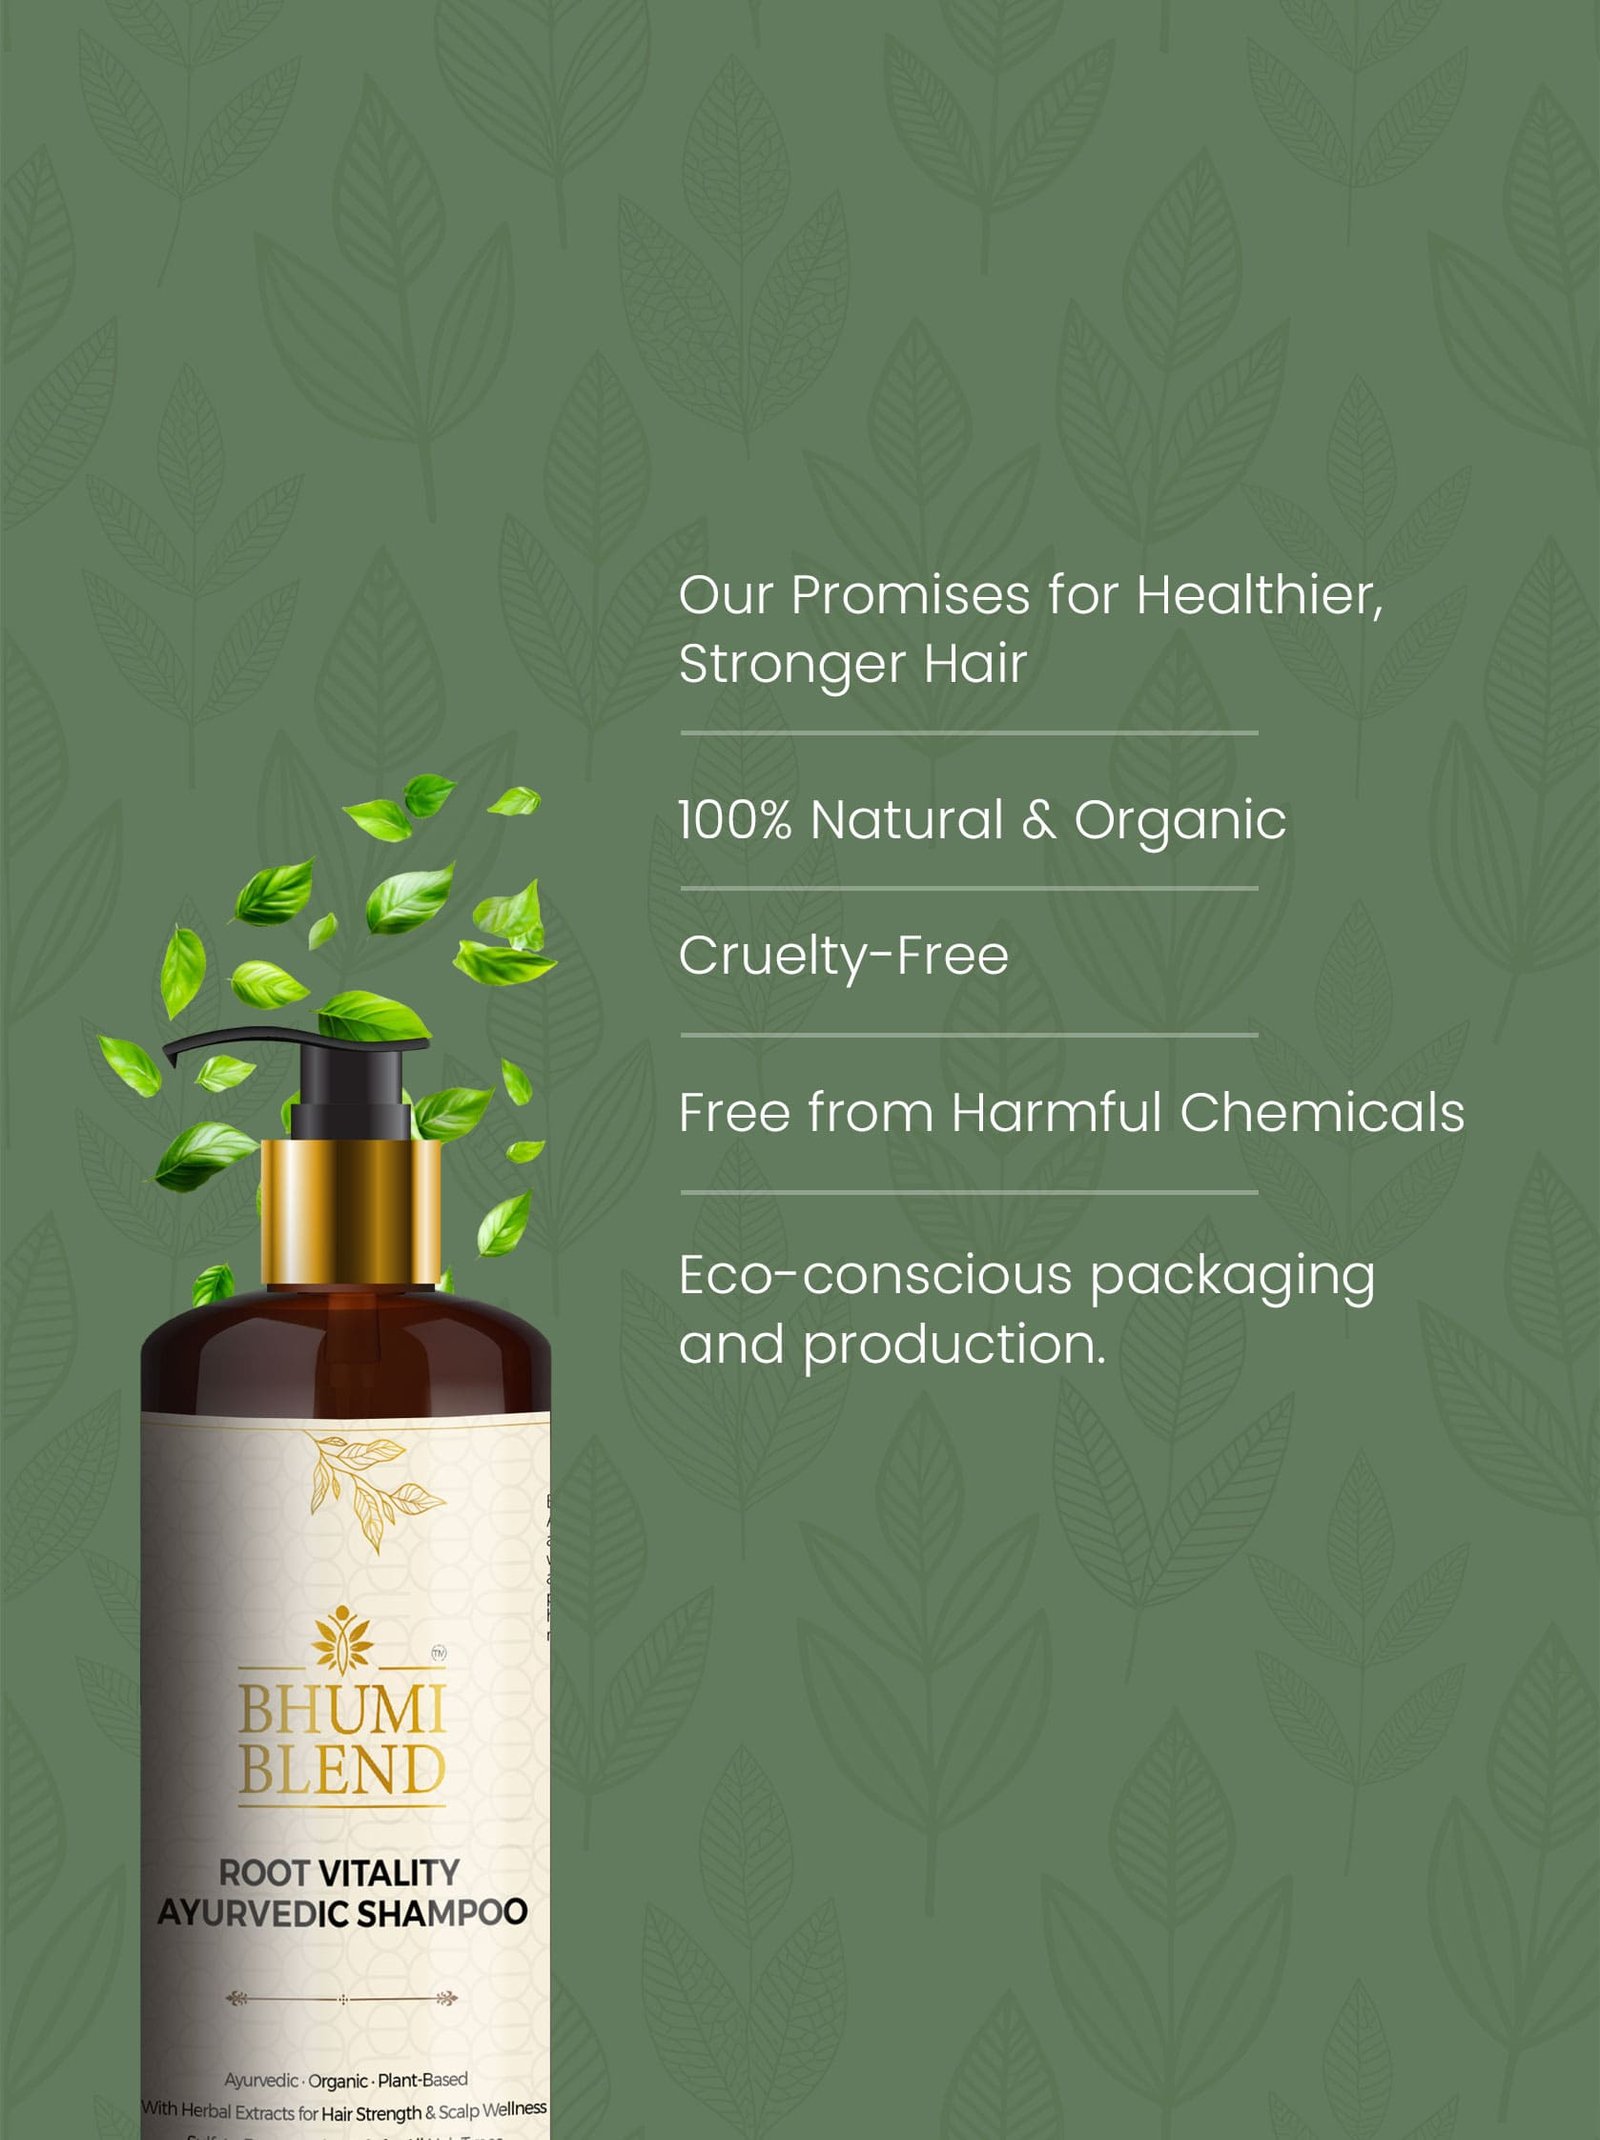 Our Promises for Healthier,
Stronger Hair
100% Natural & Organic
Cruelty-Free
Free from Harmful Chemicals
Eco-conscious packaging
and production.
TM
BHUMI
BLEND
ROOT VITALITY
AYURVEDIC SHAMPOO
Ayurvedic · Organic · Plant-Based
With Herbal Extracts for Hair Strength & Scalp Wellness